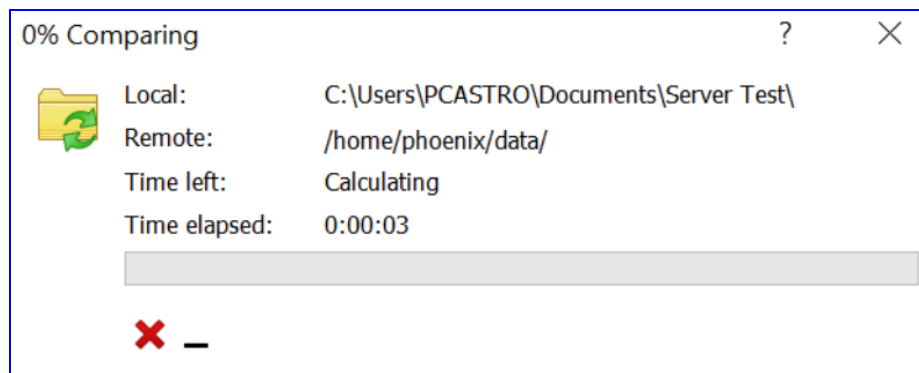 0% Comparing ?
Local: C:\Users\PCASTRO\Documents\Server Test\
Remote: /home/phoenix/data/
Time left: Calculating
Time elapsed: 0:00:03